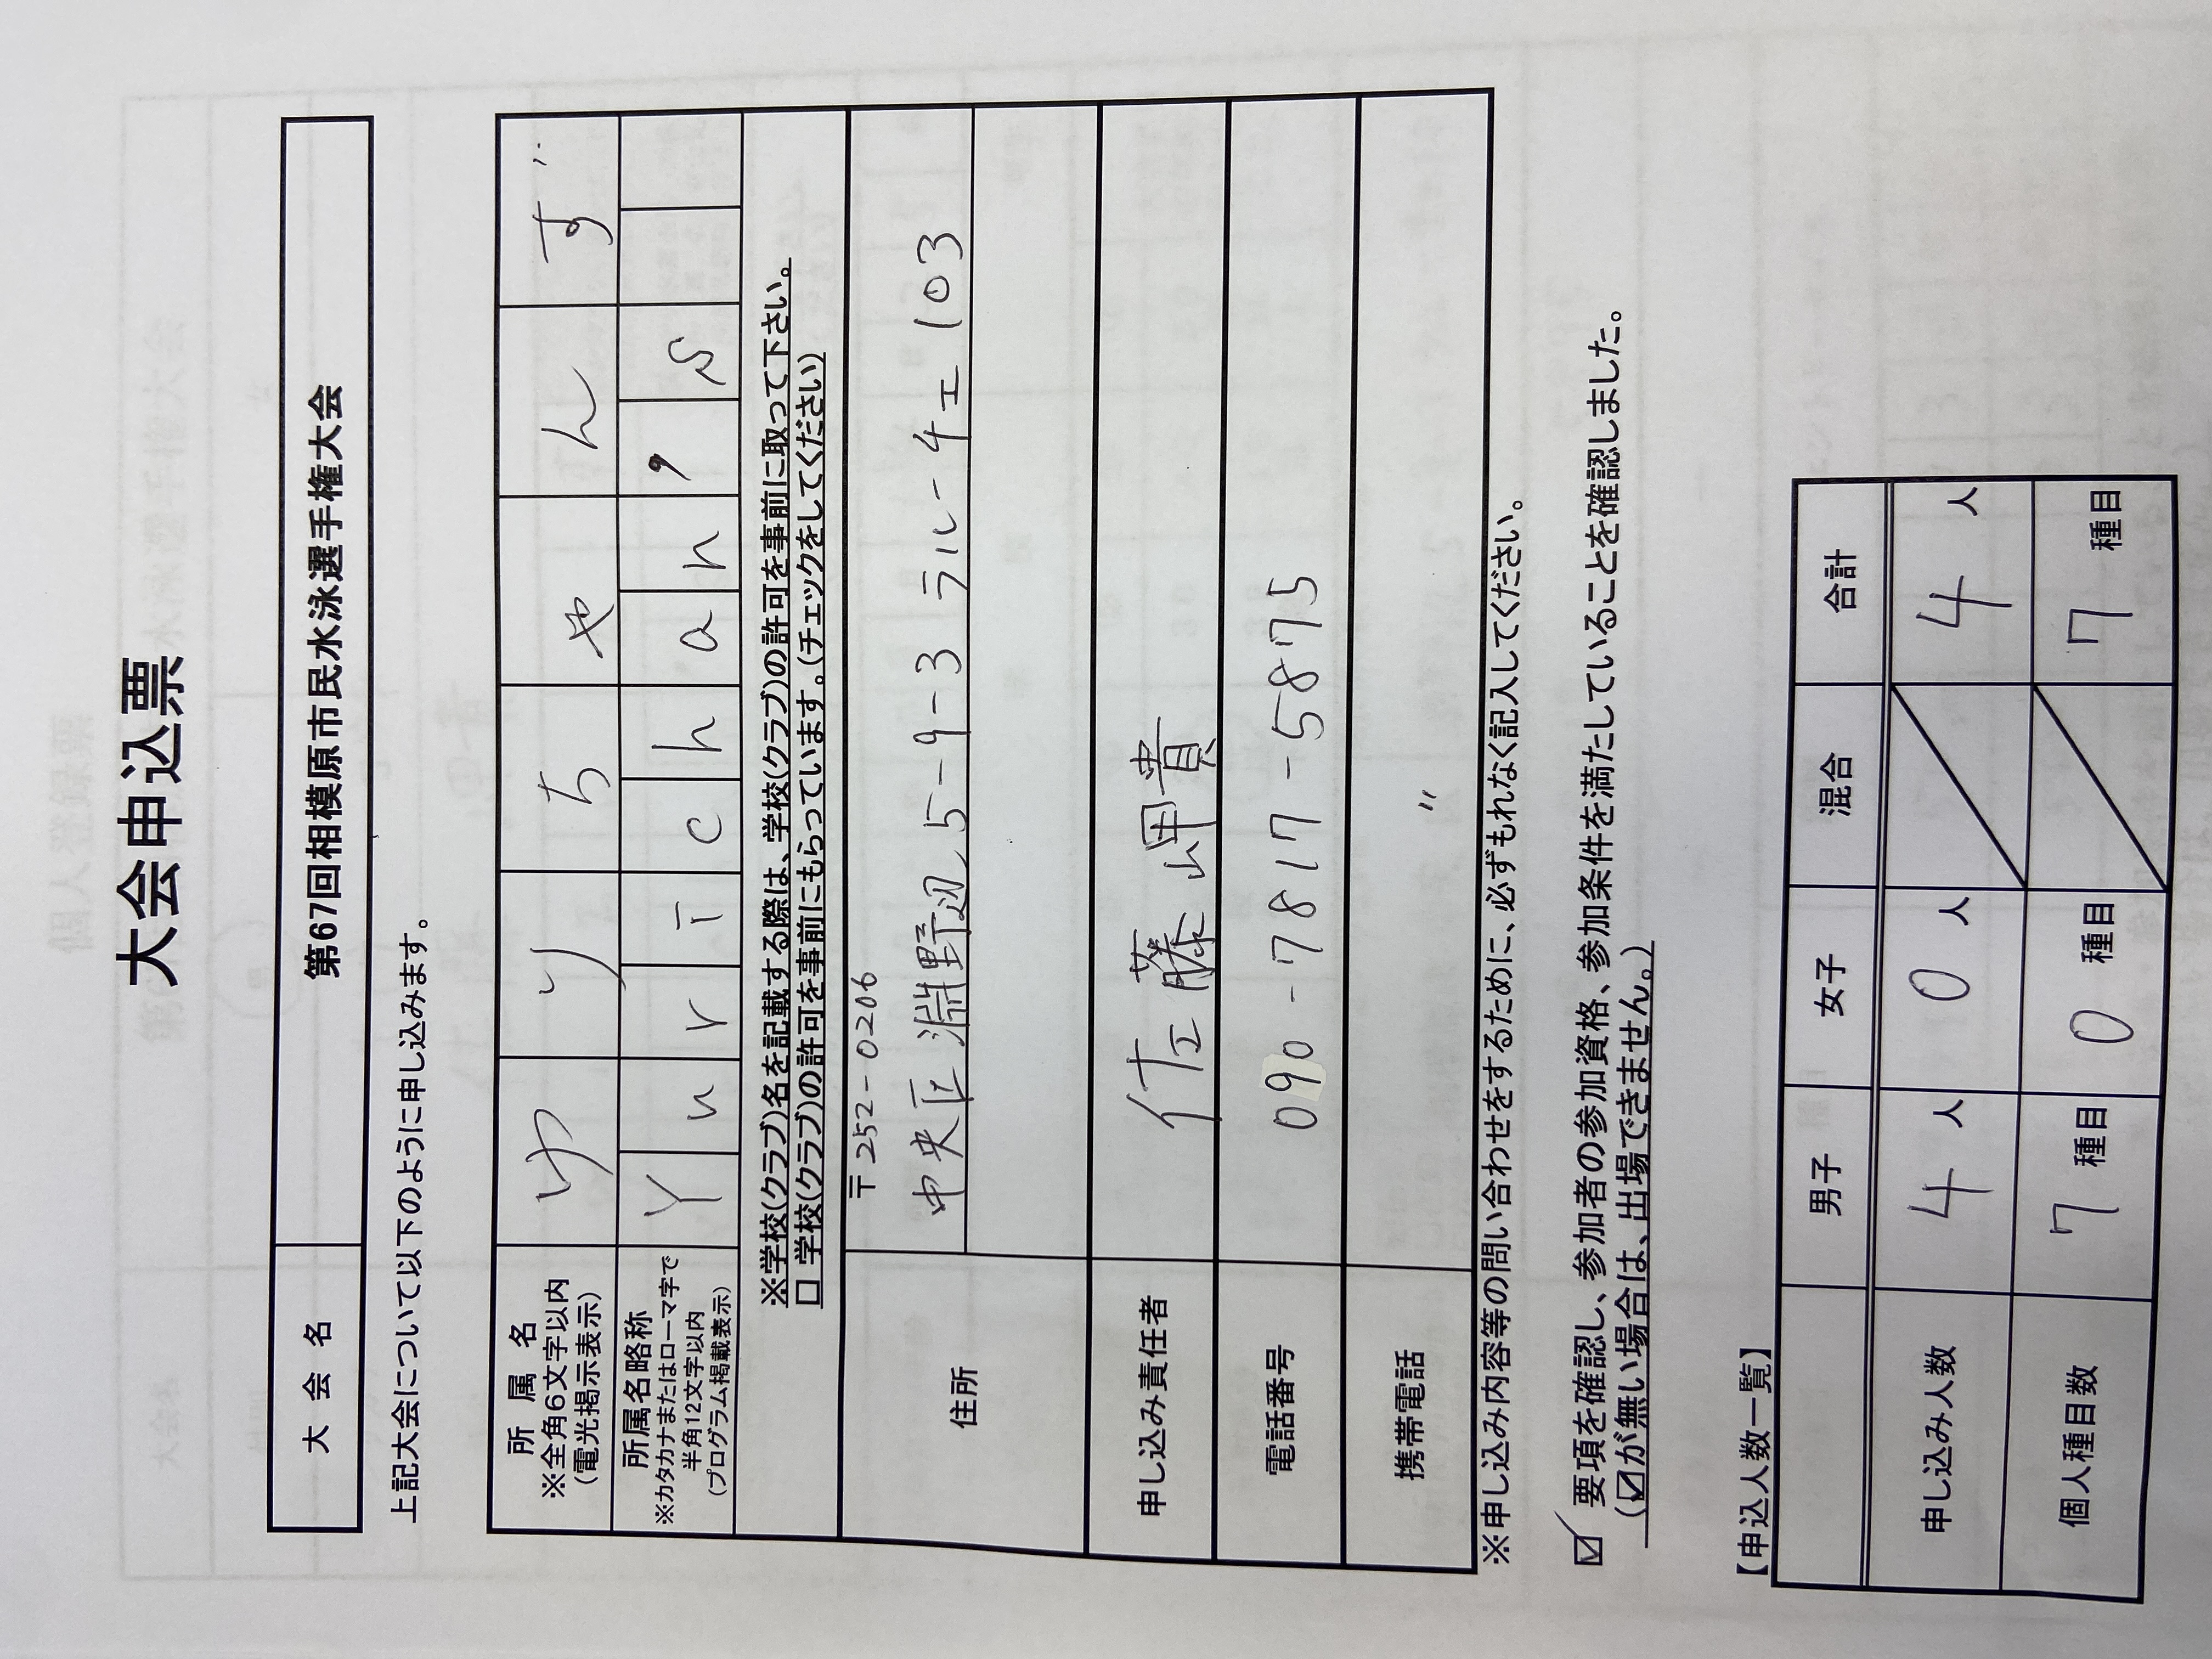 大会申込票
大会名 第67回相模原市民水泳選手権大会
上記大会について以下のように申し込みます。
所属名
※全角6文字以内
(電光掲示表示)
ゆりちゃんず
所属名略称
※カタカナまたはローマ字で
半角12文字以内
(プログラム掲載表示)
Yurichan's
※学校(クラブ)名を記載する際は、学校(クラブ)の許可を事前に取って下さい。
□ 学校(クラブ)の許可を事前にもらっています。(チェックをしてください)
住所
〒252-0206
中央区淵野辺 5-9-3 ラルーチェ 103
申し込み責任者 佐藤 岬貴
電話番号 090-7817-5875
携帯電話 〃
※申し込み内容等の問い合わせをするために、必ずもれなく記入してください。
☑ 要項を確認し、参加者の参加資格、参加条件を満たしていることを確認しました。
(☑が無い場合は、出場できません。)
【申込人数一覧】
男子 女子 混合 合計
申し込み人数 4人 0人 4人
個人種目数 7種目 0種目 7種目